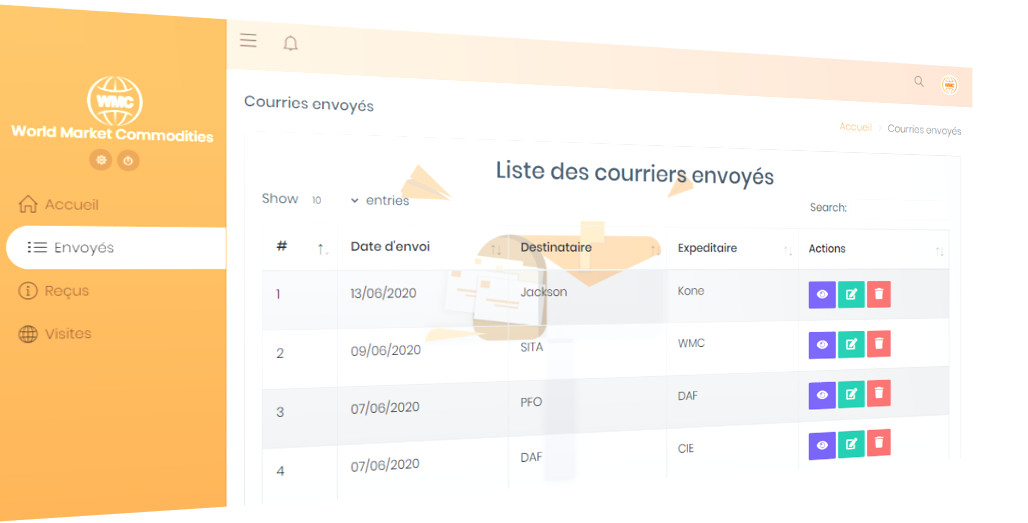 WMC
World Market Commodities
Accueil
Envoyés
Reçus
Visites
Courries envoyés
Accueil > Courries envoyés
Liste des courriers envoyés
Show 10 entries
Search:
# Date d'envoi Destinataire Expeditaire Actions
1 13/06/2020 Jackson Kone
2 09/06/2020 SITA WMC
3 07/06/2020 PFO DAF
4 07/06/2020 DAF CIE